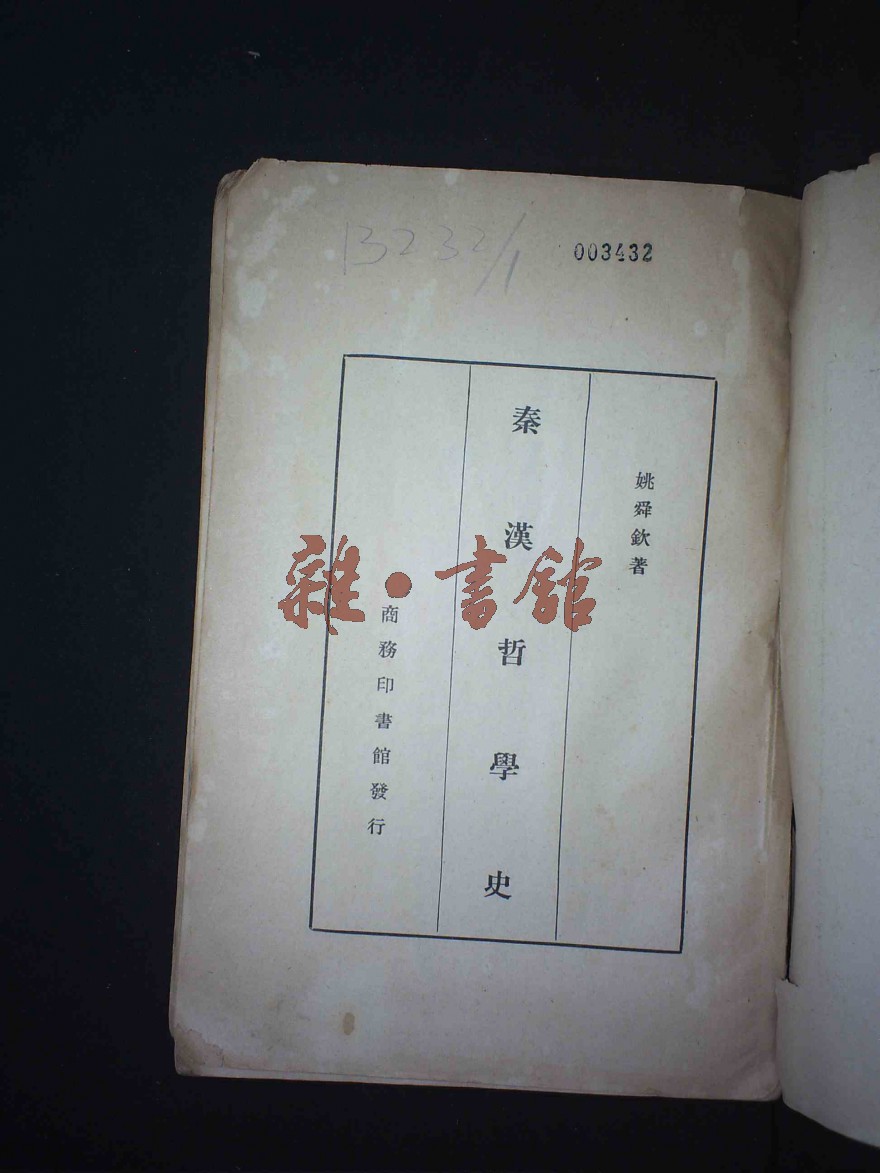 B232/1
003432
姚舜欽著
秦漢哲學史
商務印書館發行
雜·書館